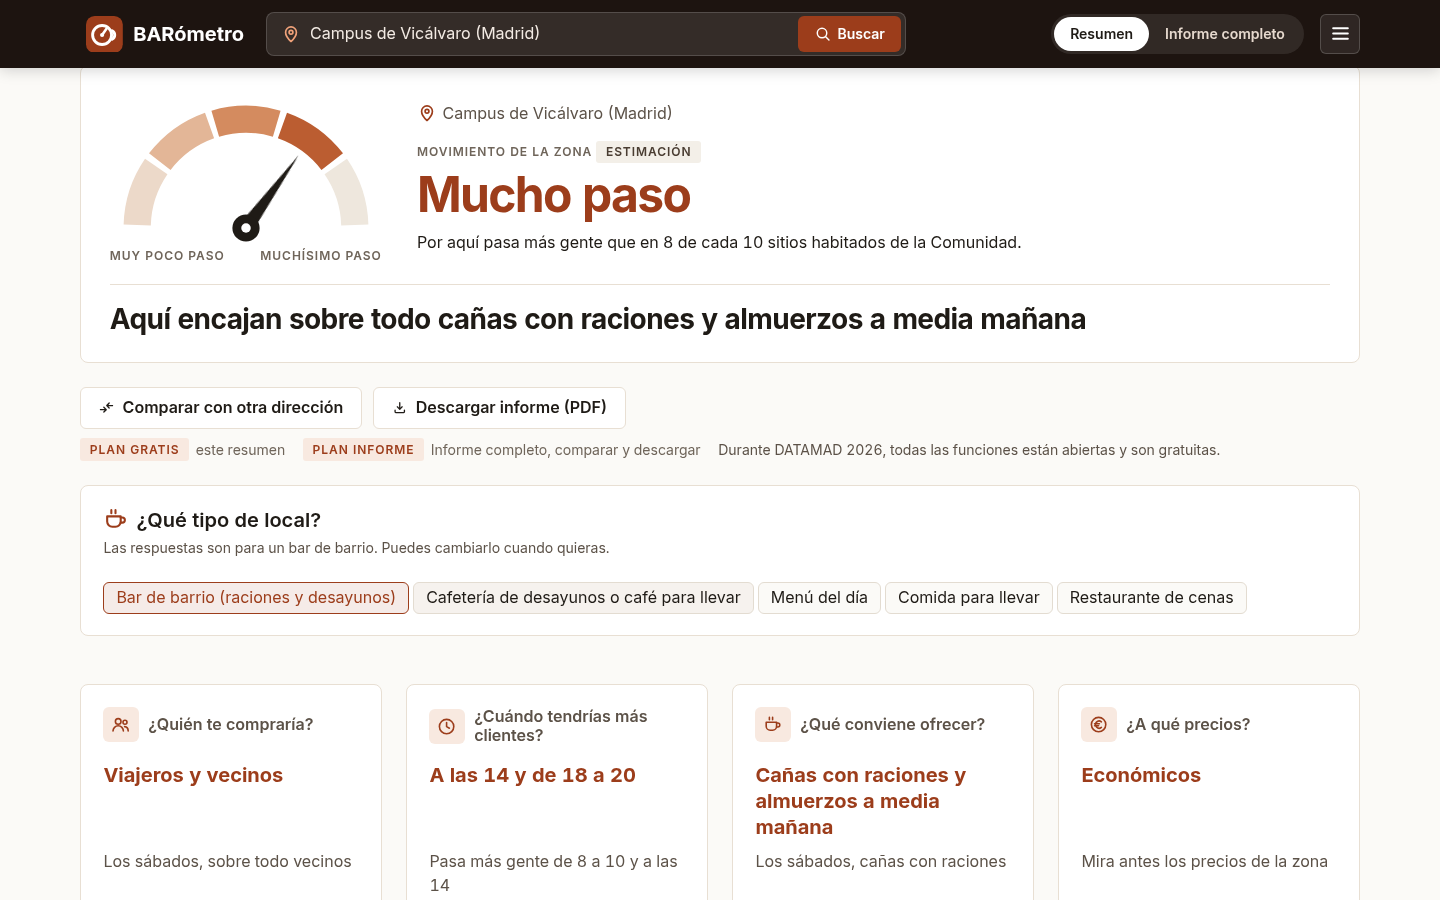 BARómetro
Campus de Vicálvaro (Madrid)
Buscar
Resumen
Informe completo
Campus de Vicálvaro (Madrid)
MOVIMIENTO DE LA ZONA ESTIMACIÓN
Mucho paso
Por aquí pasa más gente que en 8 de cada 10 sitios habitados de la Comunidad.
MUY POCO PASO MUCHÍSIMO PASO
Aquí encajan sobre todo cañas con raciones y almuerzos a media mañana
Comparar con otra dirección
Descargar informe (PDF)
PLAN GRATIS este resumen PLAN INFORME Informe completo, comparar y descargar Durante DATAMAD 2026, todas las funciones están abiertas y son gratuitas.
¿Qué tipo de local?
Las respuestas son para un bar de barrio. Puedes cambiarlo cuando quieras.
Bar de barrio (raciones y desayunos)
Cafetería de desayunos o café para llevar
Menú del día
Comida para llevar
Restaurante de cenas
¿Quién te compraría?
Viajeros y vecinos
Los sábados, sobre todo vecinos
¿Cuándo tendrías más
clientes?
A las 14 y de 18 a 20
Pasa más gente de 8 a 10 y a las
14
¿Qué conviene ofrecer?
Cañas con raciones y
almuerzos a media
mañana
Los sábados, cañas con raciones
¿A qué precios?
Económicos
Mira antes los precios de la zona